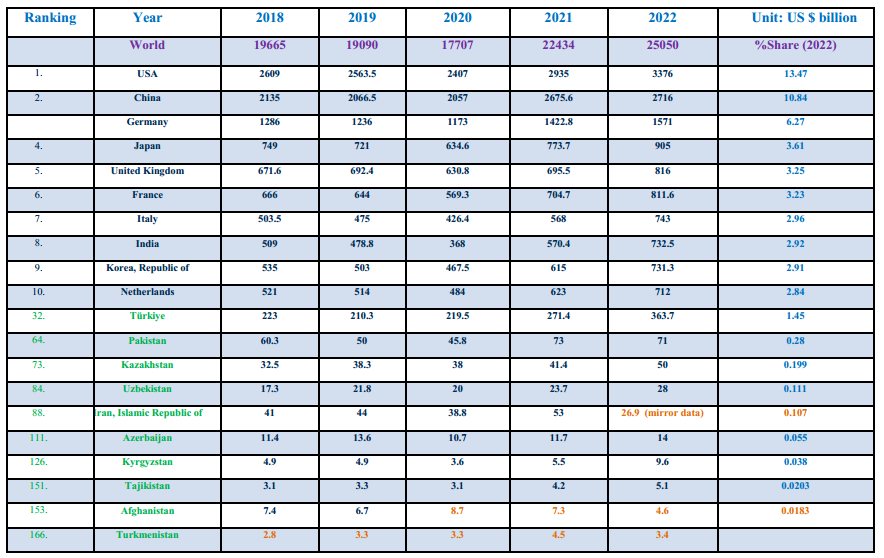 Ranking Year 2018 2019 2020 2021 2022 Unit: US $ billion
World 19665 19090 17707 22434 25050 %Share (2022)
1. USA 2609 2563.5 2407 2935 3376 13.47
2. China 2135 2066.5 2057 2675.6 2716 10.84
Germany 1286 1236 1173 1422.8 1571 6.27
4. Japan 749 721 634.6 773.7 905 3.61
5. United Kingdom 671.6 692.4 630.8 695.5 816 3.25
6. France 666 644 569.3 704.7 811.6 3.23
7. Italy 503.5 475 426.4 568 743 2.96
8. India 509 478.8 368 570.4 732.5 2.92
9. Korea, Republic of 535 503 467.5 615 731.3 2.91
10. Netherlands 521 514 484 623 712 2.84
32. Türkiye 223 210.3 219.5 271.4 363.7 1.45
64. Pakistan 60.3 50 45.8 73 71 0.28
73. Kazakhstan 32.5 38.3 38 41.4 50 0.199
84. Uzbekistan 17.3 21.8 20 23.7 28 0.111
88. Iran, Islamic Republic of 41 44 38.8 53 26.9 (mirror data) 0.107
111. Azerbaijan 11.4 13.6 10.7 11.7 14 0.055
126. Kyrgyzstan 4.9 4.9 3.6 5.5 9.6 0.038
151. Tajikistan 3.1 3.3 3.1 4.2 5.1 0.0203
153. Afghanistan 7.4 6.7 8.7 7.3 4.6 0.0183
166. Turkmenistan 2.8 3.3 3.3 4.5 3.4